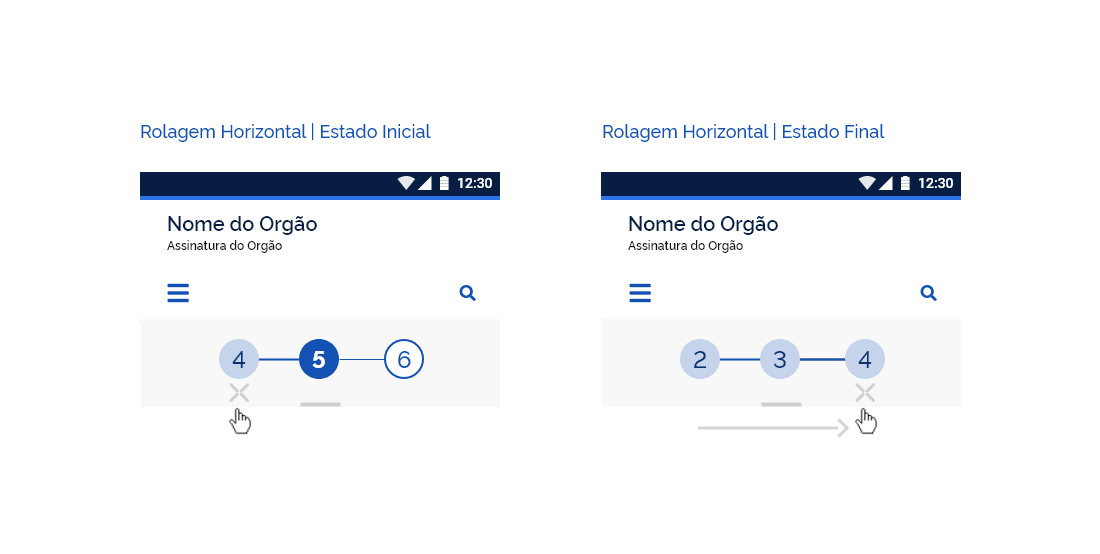 Rolagem Horizontal | Estado Inicial
12:30
Nome do Orgão
Assinatura do Orgão
4 5 6
Rolagem Horizontal | Estado Final
12:30
Nome do Orgão
Assinatura do Orgão
2 3 4